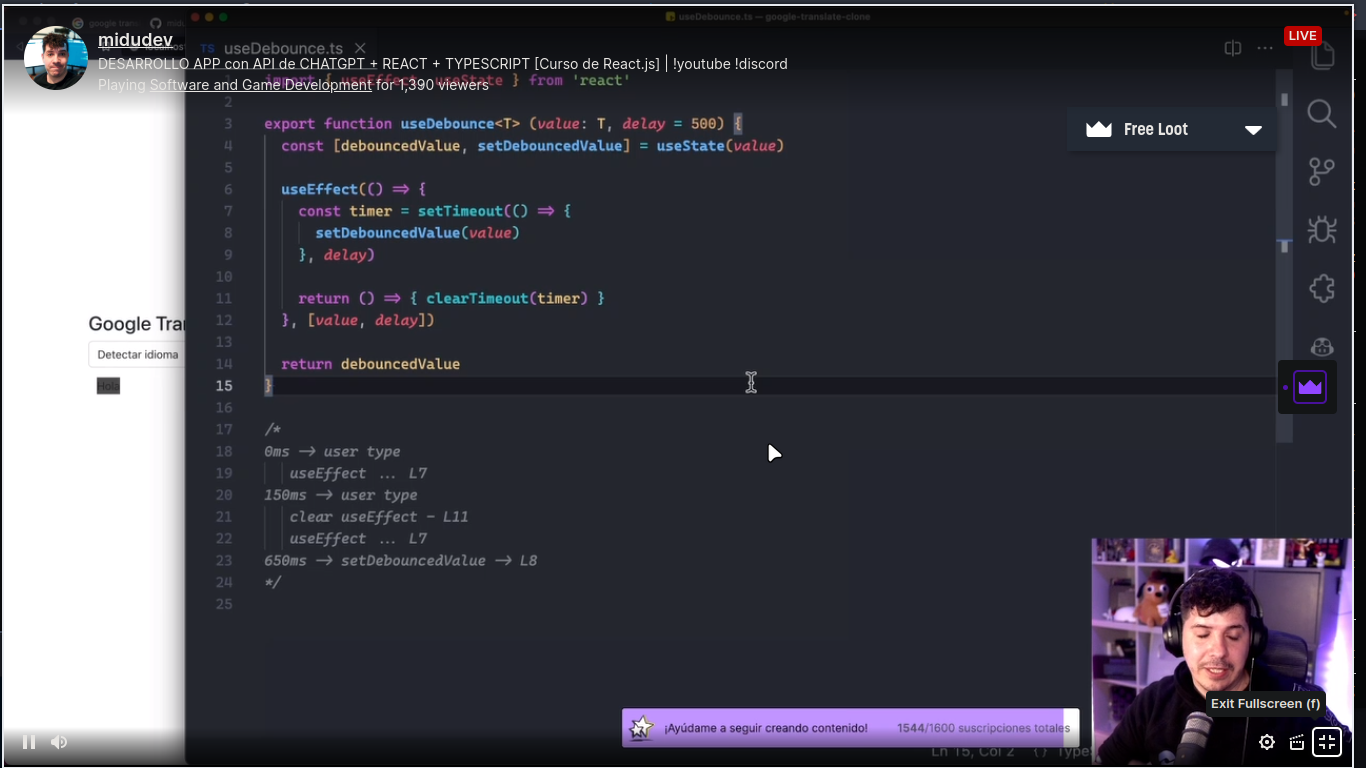 useDebounce.ts — google-translate-clone
google tran
midudev
TS useDebounce.ts
LIVE
DESARROLLO APP con API de CHATGPT + REACT + TYPESCRIPT [Curso de React.js] | !youtube !discord
Playing Software and Game Development for 1,390 viewers
1 import { useEffect, useState } from 'react'
2
3 export function useDebounce<T> (value: T, delay = 500) {
4 const [debouncedValue, setDebouncedValue] = useState(value)
5
6 useEffect(() => {
7 const timer = setTimeout(() => {
8 setDebouncedValue(value)
9 }, delay)
10
11 return () => { clearTimeout(timer) }
12 }, [value, delay])
13
14 return debouncedValue
15 }
16
17 /*
18 0ms -> user type
19 useEffect ... L7
20 150ms -> user type
21 clear useEffect - L11
22 useEffect ... L7
23 650ms -> setDebouncedValue -> L8
24 */
25
Free Loot
Google Tra
Detectar idioma
Hola
¡Ayúdame a seguir creando contenido! 1544/1600 suscripciones totales
Exit Fullscreen (f)
Ln 15, Col 2 {} Type